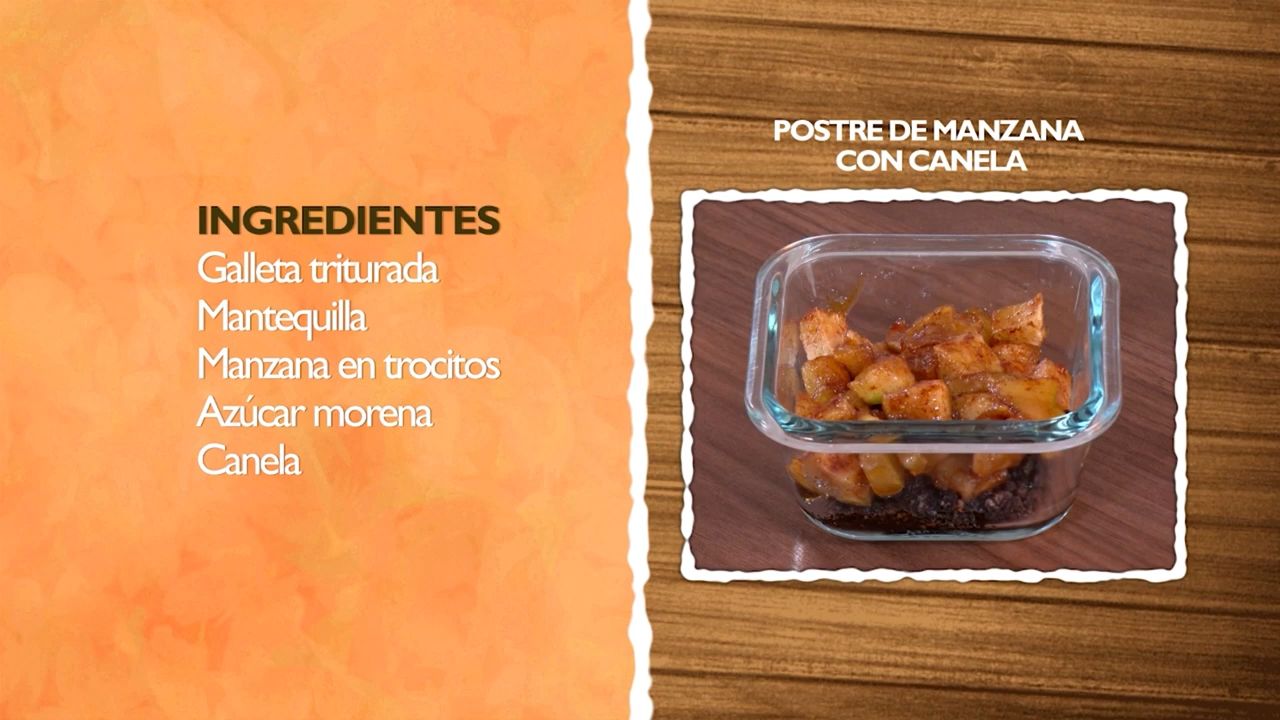 INGREDIENTES
Galleta triturada
Mantequilla
Manzana en trocitos
Azúcar morena
Canela
POSTRE DE MANZANA
CON CANELA